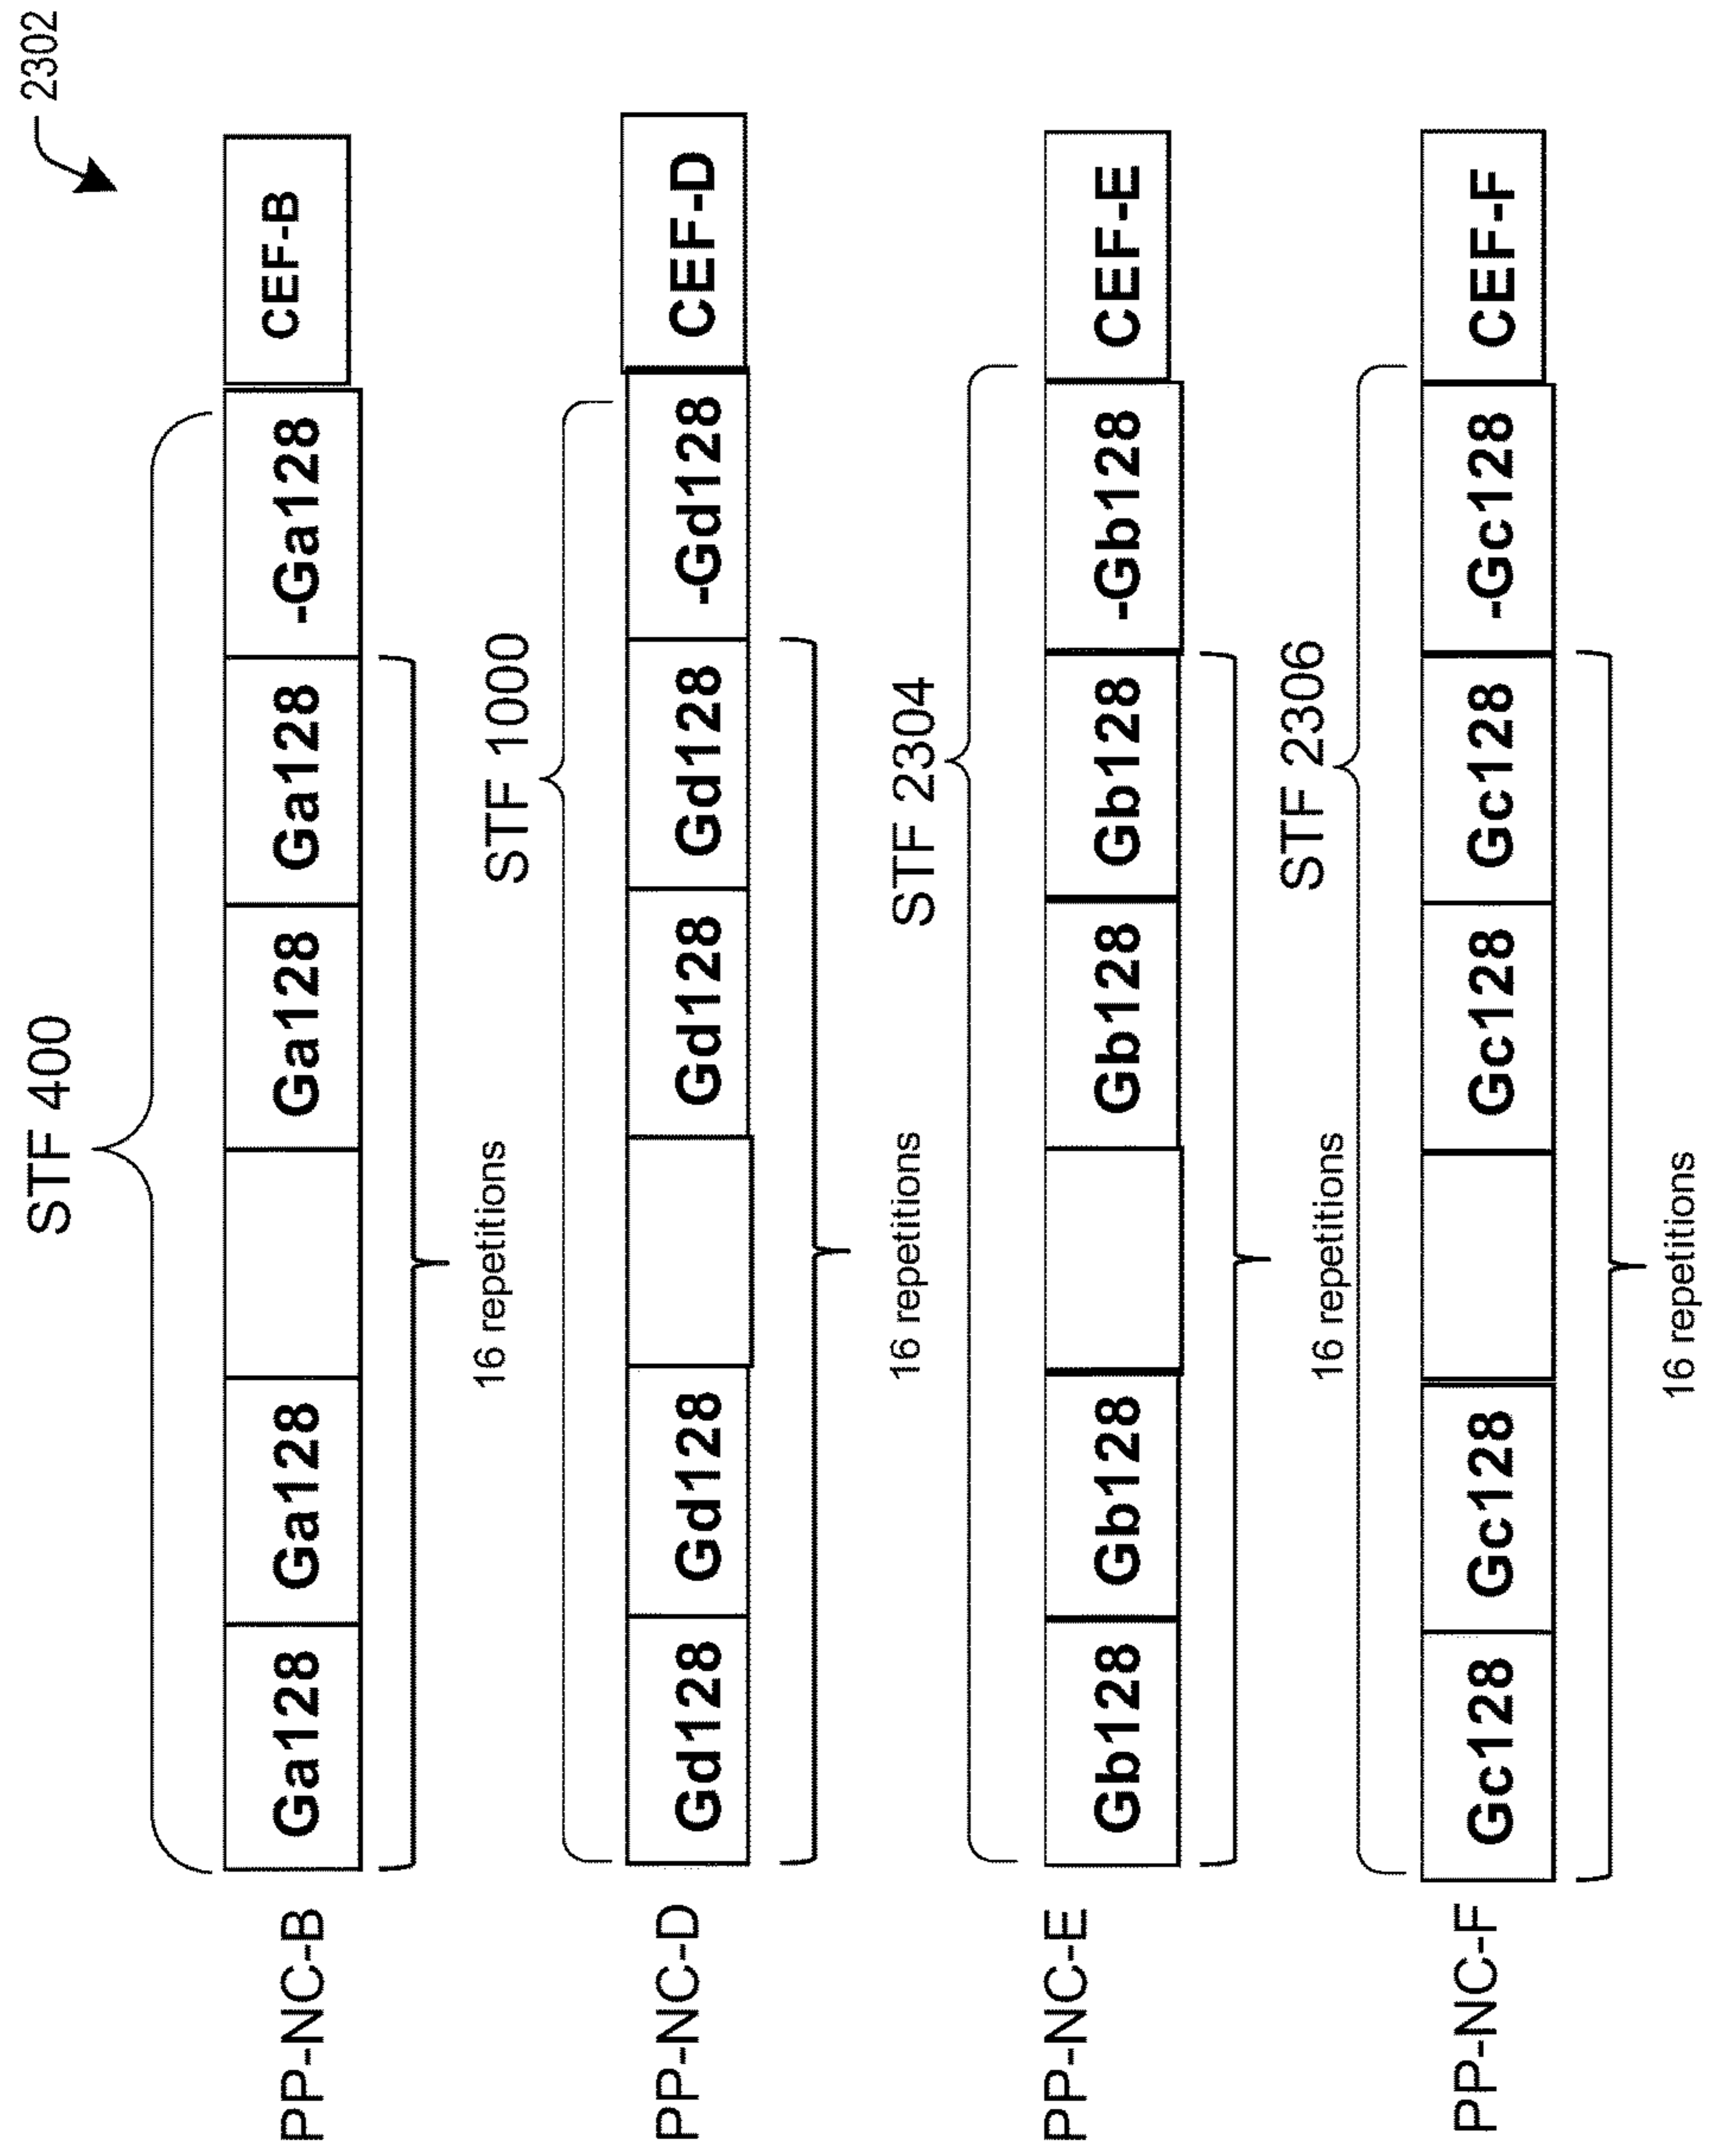 2302
STF 400
PP-NC-B Ga128 Ga128 Ga128 Ga128 -Ga128 CEF-B
16 repetitions
STF 1000
PP-NC-D Gd128 Gd128 Gd128 Gd128 -Gd128 CEF-D
16 repetitions
STF 2304
PP-NC-E Gb128 Gb128 Gb128 Gb128 -Gb128 CEF-E
16 repetitions
STF 2306
PP-NC-F Gc128 Gc128 Gc128 Gc128 -Gc128 CEF-F
16 repetitions